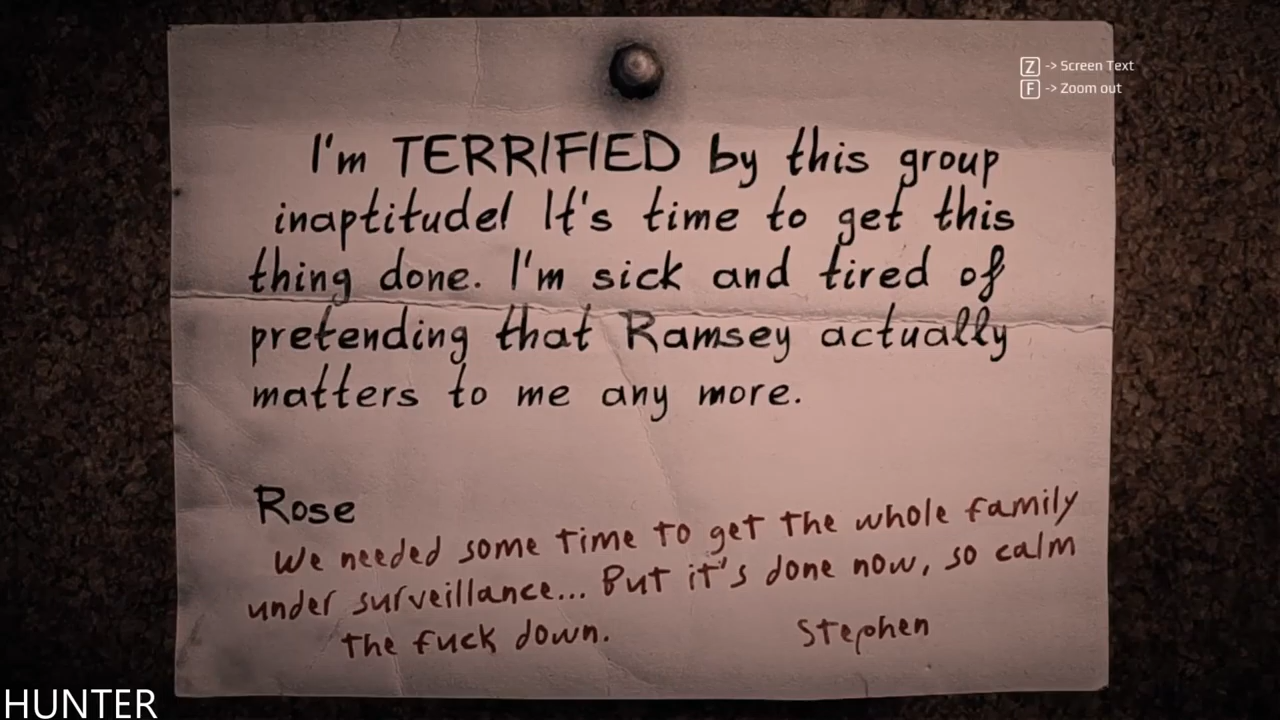 Z -> Screen Text
F -> Zoom out
I'm TERRIFIED by this group
inaptitude! It's time to get this
thing done. I'm sick and tired of
pretending that Ramsey actually
matters to me any more.
Rose
We needed some time to get the whole family
under surveillance... But it's done now, so calm
the fuck down.
Stephen
HUNTER